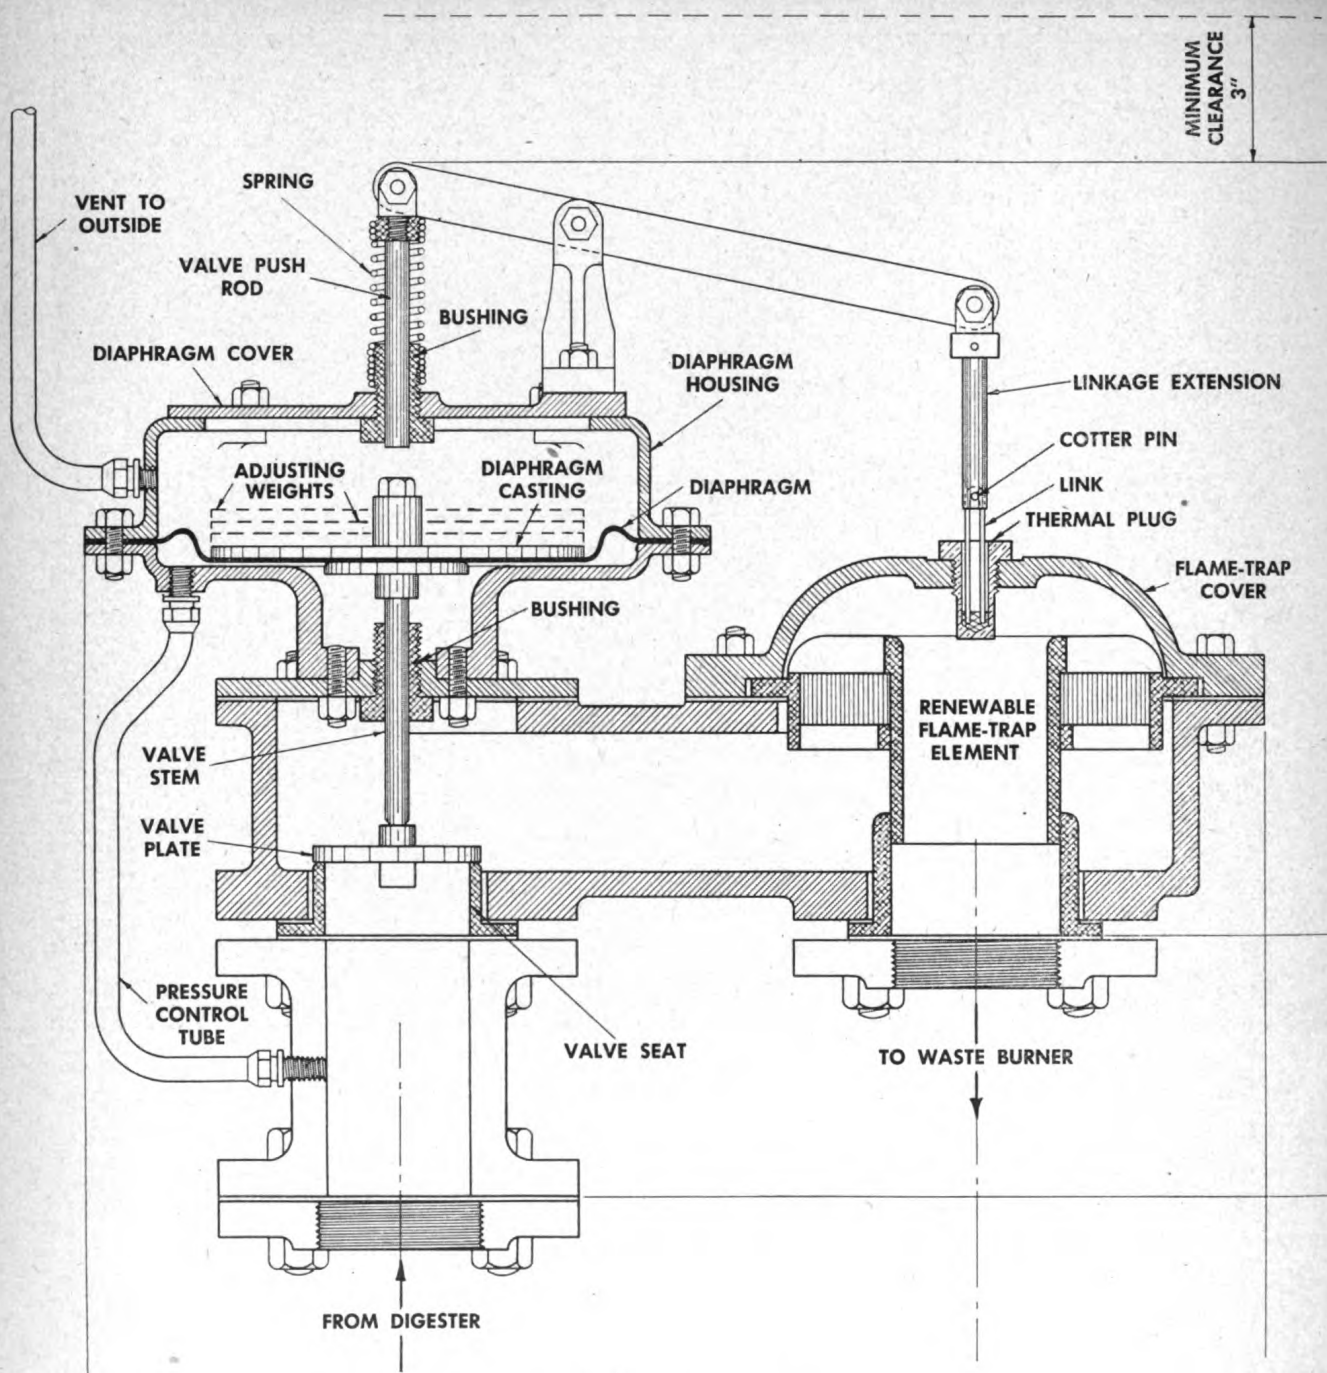 MINIMUM
CLEARANCE
3"
SPRING
VENT TO
OUTSIDE
VALVE PUSH
ROD
BUSHING
DIAPHRAGM COVER
DIAPHRAGM
HOUSING
LINKAGE EXTENSION
COTTER PIN
ADJUSTING
WEIGHTS
DIAPHRAGM
CASTING
DIAPHRAGM
LINK
THERMAL PLUG
FLAME-TRAP
COVER
BUSHING
RENEWABLE
FLAME-TRAP
ELEMENT
VALVE
STEM
VALVE
PLATE
PRESSURE
CONTROL
TUBE
VALVE SEAT
TO WASTE BURNER
FROM DIGESTER